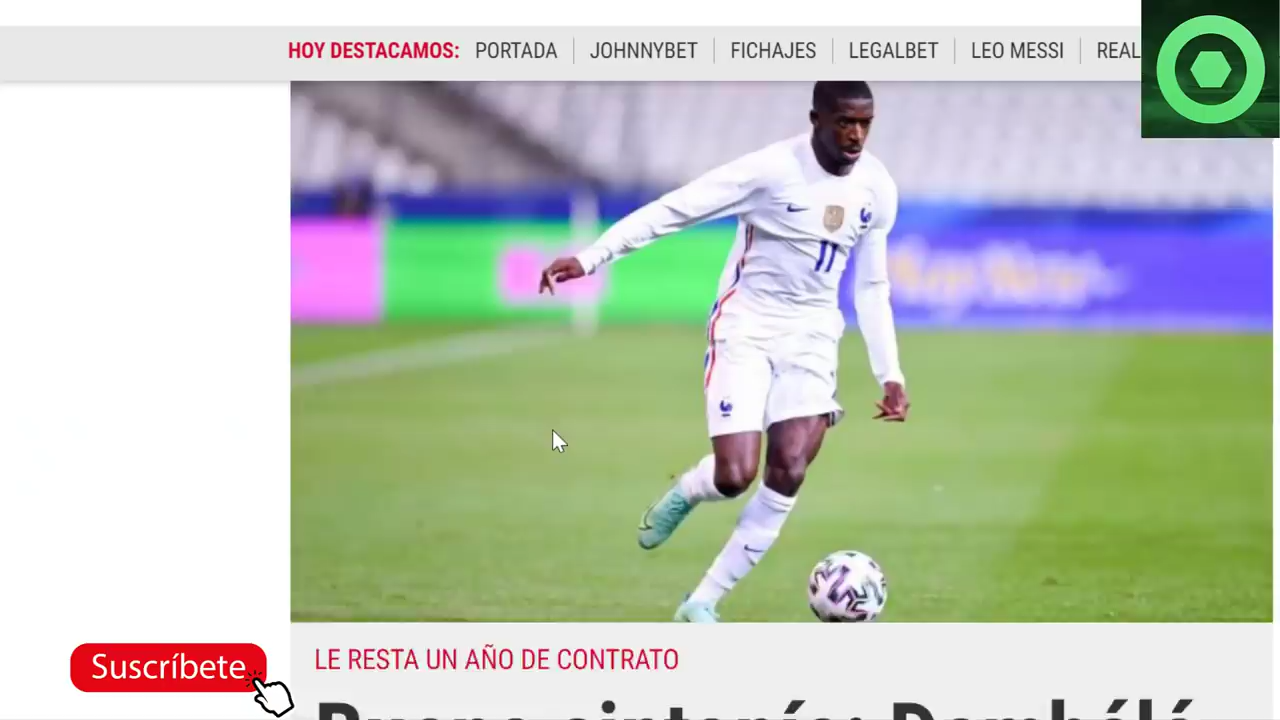 HOY DESTACAMOS: PORTADA JOHNNYBET FICHAJES LEGALBET LEO MESSI REAL
11
LE RESTA UN AÑO DE CONTRATO
Suscríbete